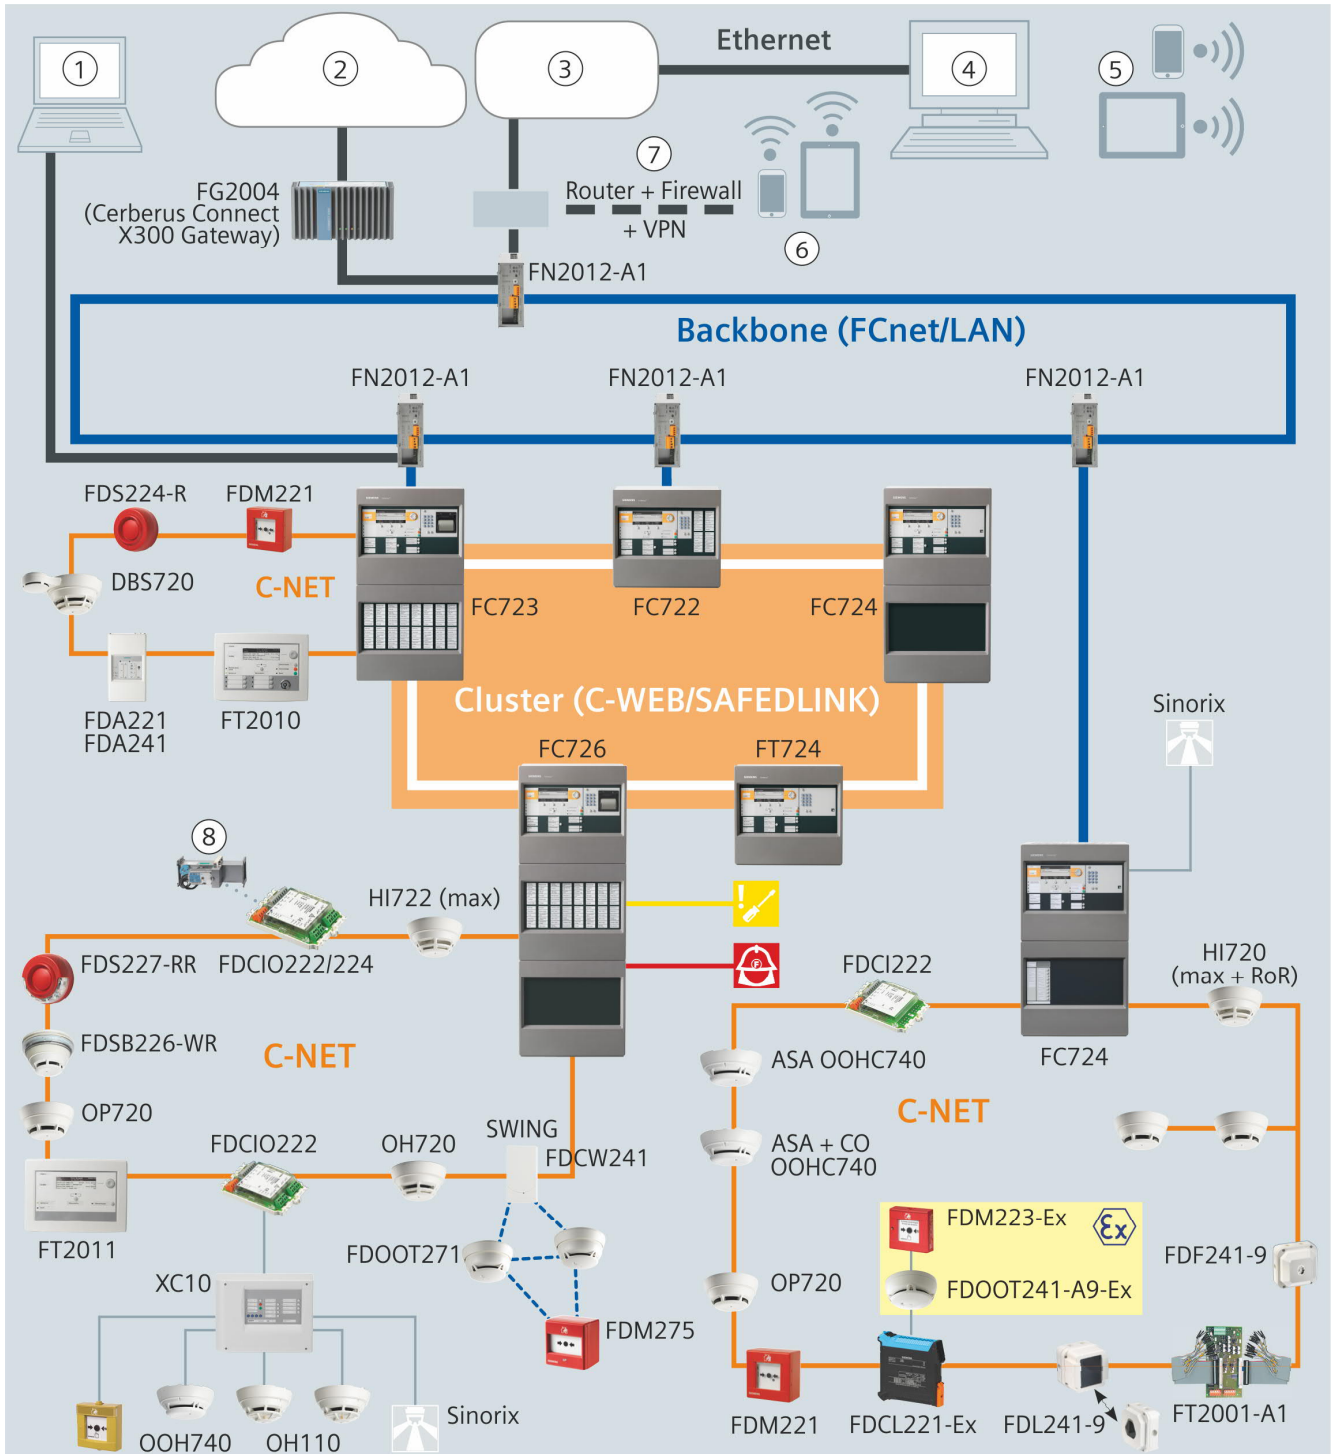 1
2
3
Ethernet
4
5
7
FG2004
(Cerberus Connect
X300 Gateway)
Router + Firewall
+ VPN
6
FN2012-A1
Backbone (FCnet/LAN)
FN2012-A1
FN2012-A1
FN2012-A1
FDS224-R
FDM221
DBS720
C-NET
FC723
FC722
FC724
FDA221
FDA241
FT2010
Cluster (C-WEB/SAFEDLINK)
Sinorix
FC726
FT724
8
HI722 (max)
FDS227-RR
FDCIO222/224
F
FDCI222
HI720
(max + RoR)
FDSB226-WR
C-NET
ASA OOHC740
FC724
OP720
C-NET
FDCIO222
OH720
SWING
FDCW241
ASA + CO
OOHC740
FT2011
FDOOT271
FDM223-Ex
Ex
FDF241-9
XC10
OP720
FDOOT241-A9-Ex
FDM275
OOH740
OH110
Sinorix
FDM221
FDCL221-Ex
FDL241-9
FT2001-A1